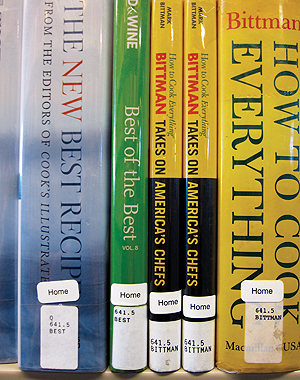 THE NEW BEST RECIP
FROM THE EDITORS OF COOK'S ILLUSTRATE
Home
Q
641.5
BEST
D&WINE
Best of the Best
VOL. 8
Home
641.5
BEST
MARK
BITTMAN
How to Cook Everything
BITTMAN TAKES ON
AMERICA'S CHEFS
Home
641.5
BITTMAN
MARK
BITTMAN
How to Cook Everything
BITTMAN TAKES ON
AMERICA'S CHEFS
Home
641.5
BITTMAN
Bittman
HOW TO COOK
EVERYTHING
Home
641.5
BITTMAN
Macmillan USA